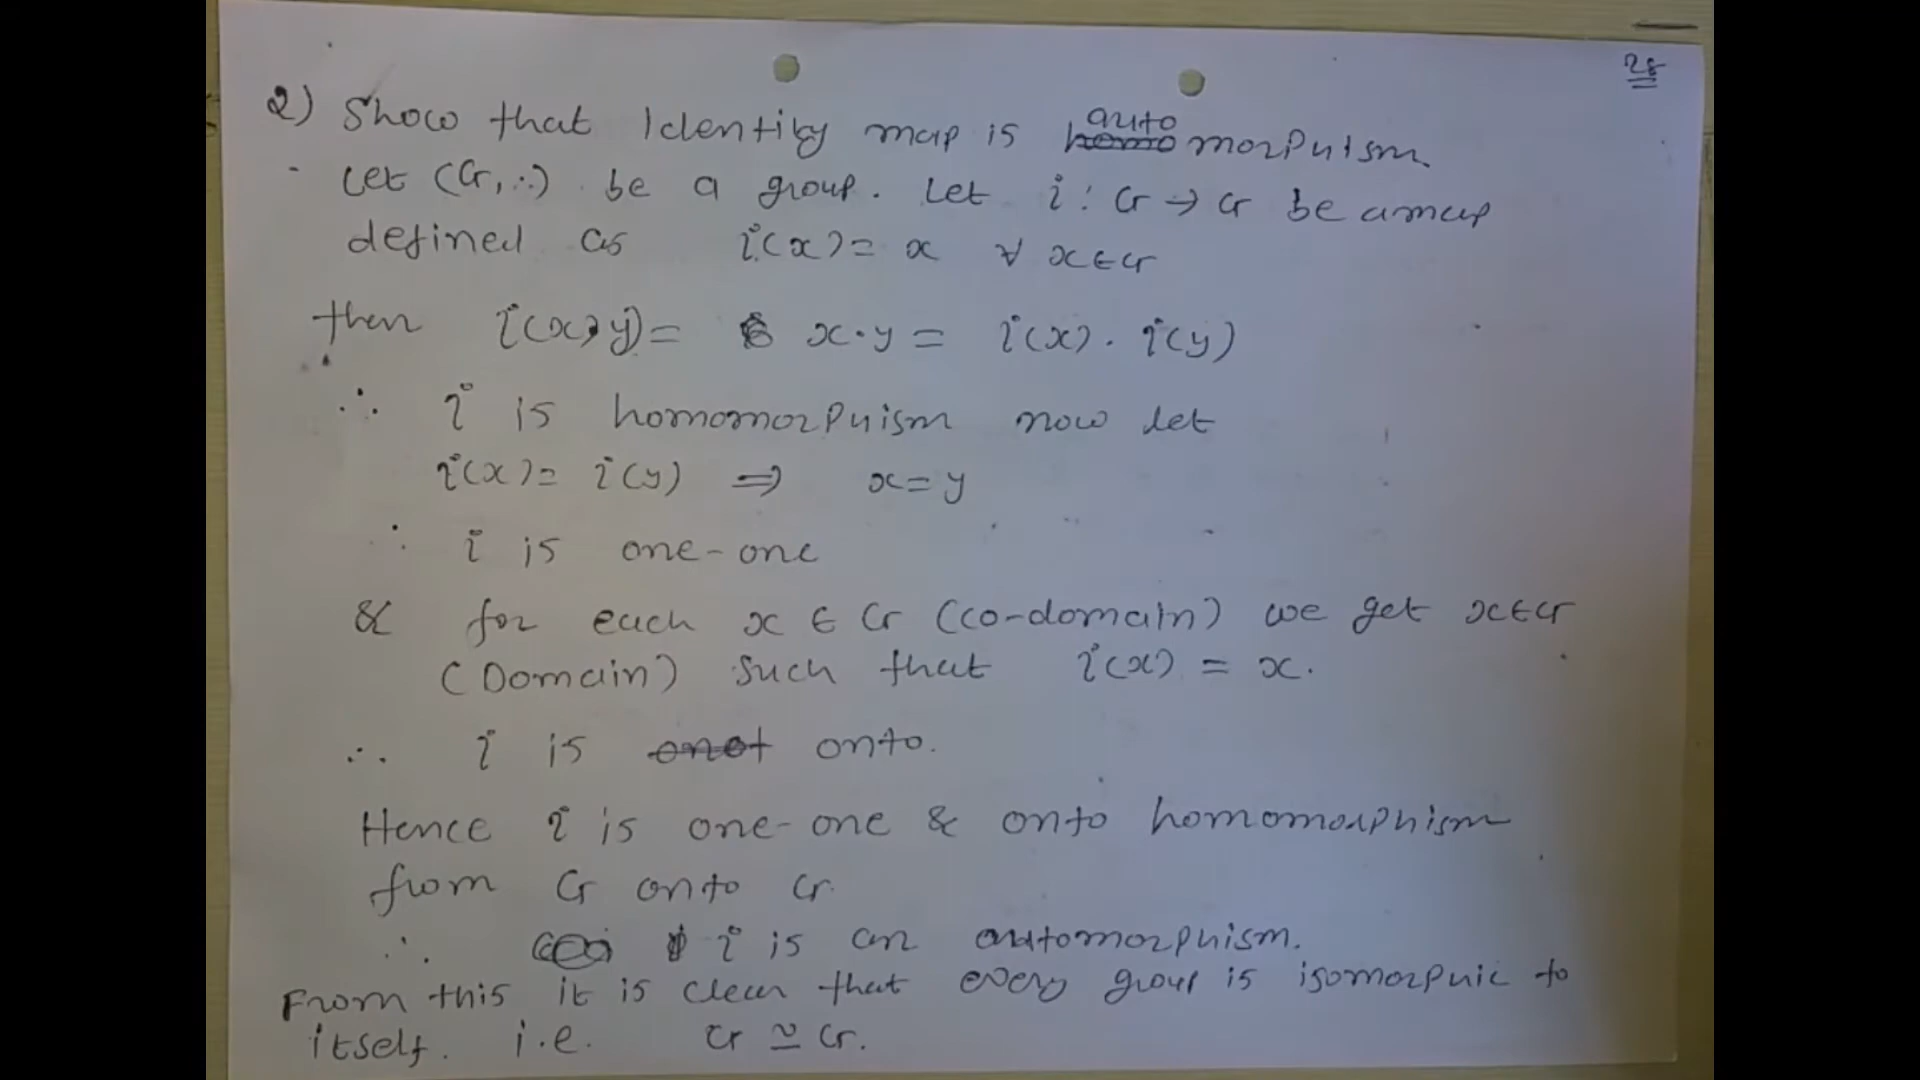 28
2) Show that Identity map is automorphism
Let (G, ·) be a group. Let i : G → G be a map
defined as i(x) = x ∀ x∈G
then i(x·y) = x·y = i(x) · i(y)
∴ i is homomorphism now let
i(x) = i(y) ⇒ x = y
∴ i is one-one
& for each x ∈ G (co-domain) we get x∈G
(Domain) such that i(x) = x.
∴ i is onto.
Hence i is one-one & onto homomorphism
from G onto G
∴ i is an automorphism.
From this it is clear that every group is isomorphic to
itself. i.e. G ≃ G.